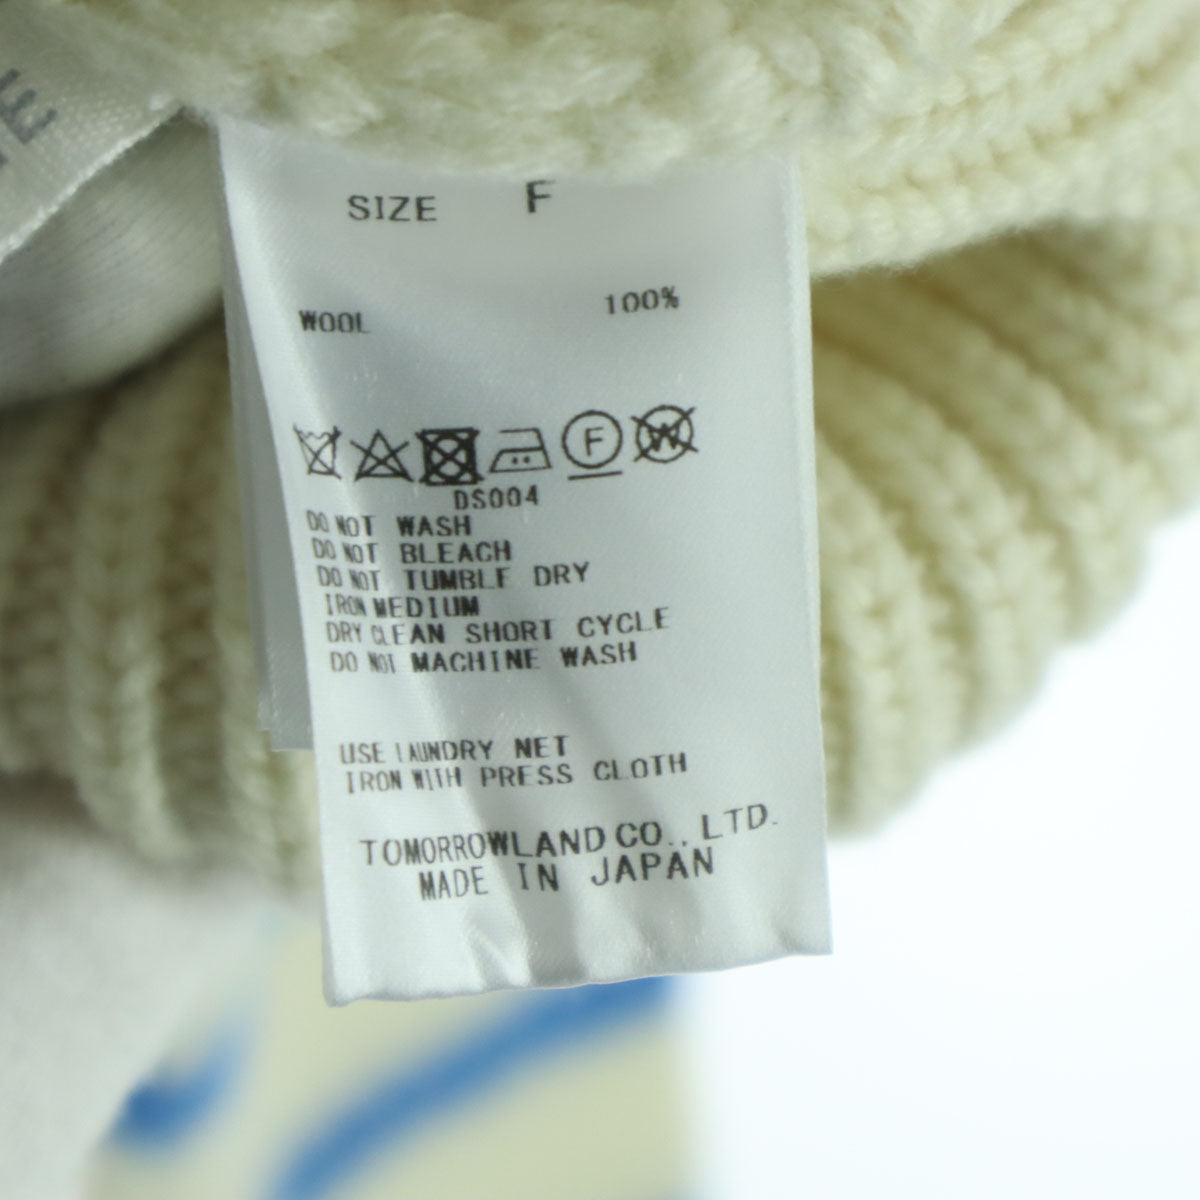 SIZE F
WOOL 100%
F W
DS004
DO NOT WASH
DO NOT BLEACH
DO NOT TUMBLE DRY
IRON MEDIUM
DRY CLEAN SHORT CYCLE
DO NOT MACHINE WASH
USE LAUNDRY NET
IRON WITH PRESS CLOTH
TOMORROWLAND CO., LTD.
MADE IN JAPAN